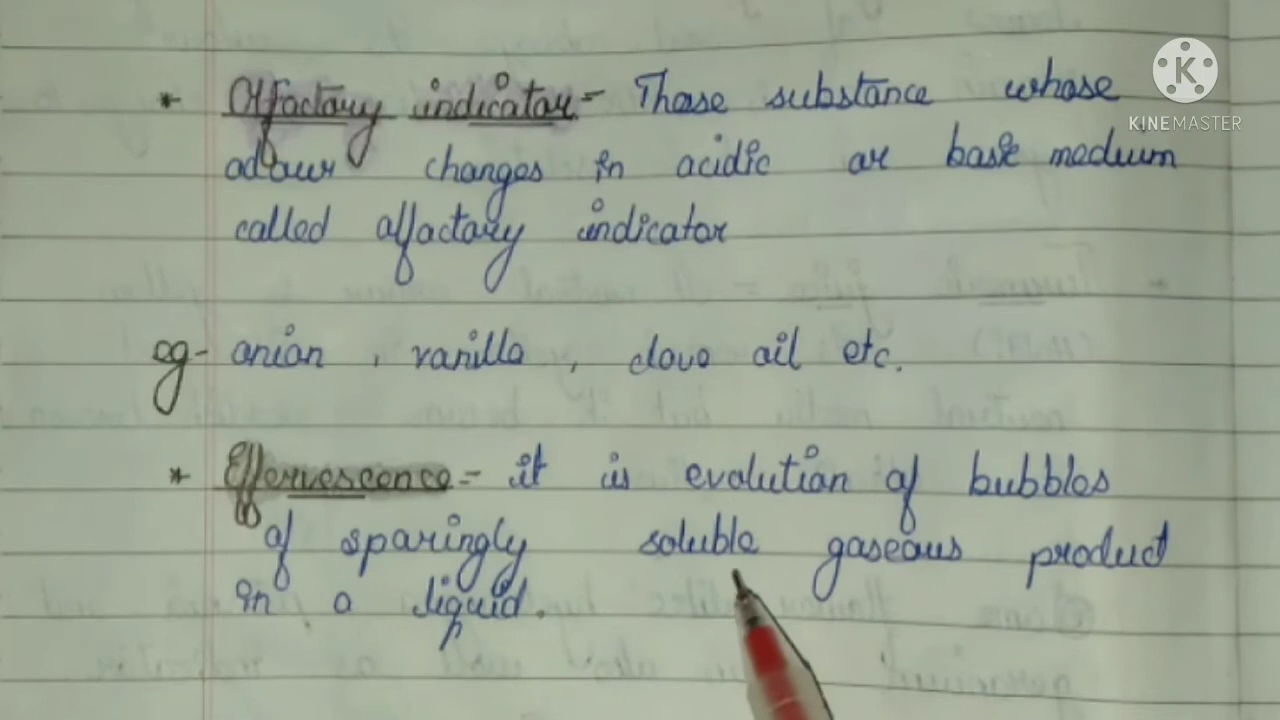 * Olfactory indicator - Those substance whose
odour changes in acidic or basic medium
called olfactory indicator
eg - onion , vanilla , clove oil etc.
* Effervescence - it is evolution of bubbles
of sparingly soluble gaseous product
in a liquid.
K
KINEMASTER